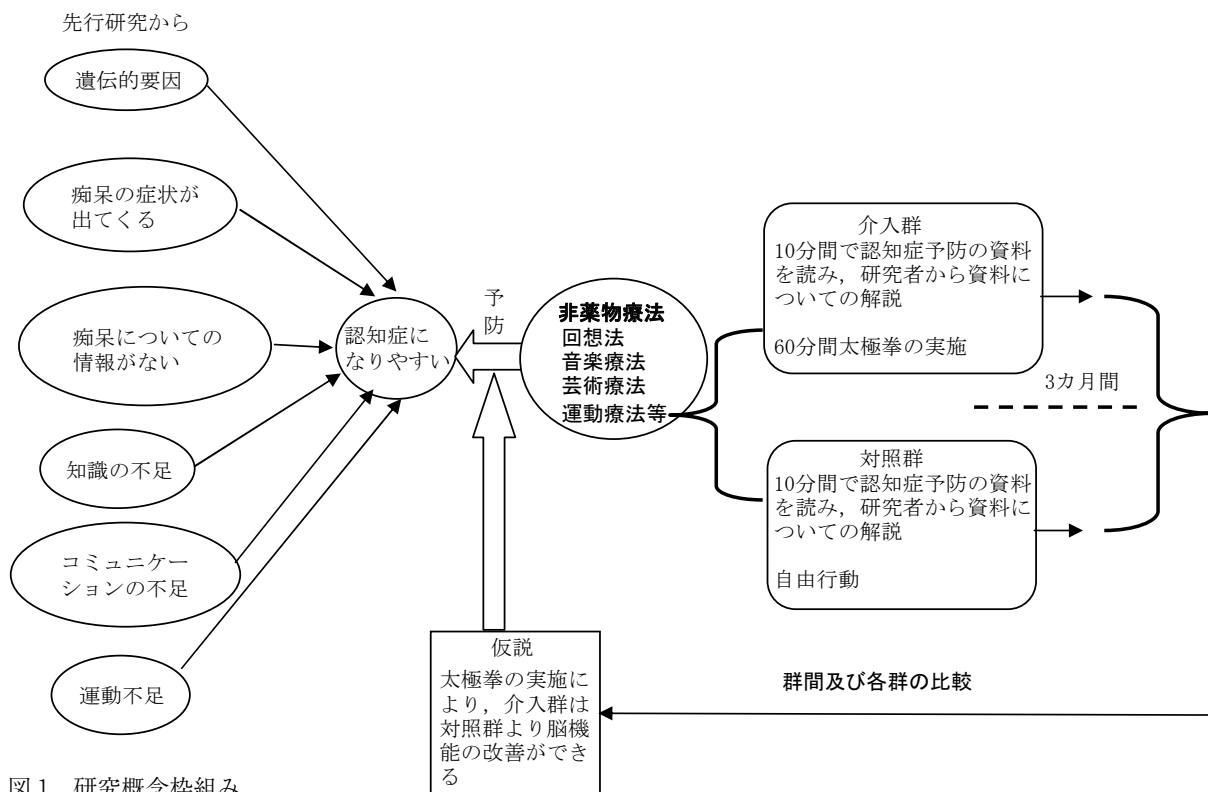 先行研究から
遺伝的要因
痴呆の症状が
出てくる
痴呆についての
情報がない
知識の不足
コミュニケー
ションの不足
運動不足
認知症に
なりやすい
予
防
非薬物療法
回想法
音楽療法
芸術療法
運動療法等
介入群
10分間で認知症予防の資料
を読み，研究者から資料に
ついての解説
60分間太極拳の実施
3カ月間
対照群
10分間で認知症予防の資料
を読み，研究者から資料に
ついての解説
自由行動
仮説
太極拳の実施に
より，介入群は
対照群より脳機
能の改善ができ
る
群間及び各群の比較
図１ 研究概念枠組み